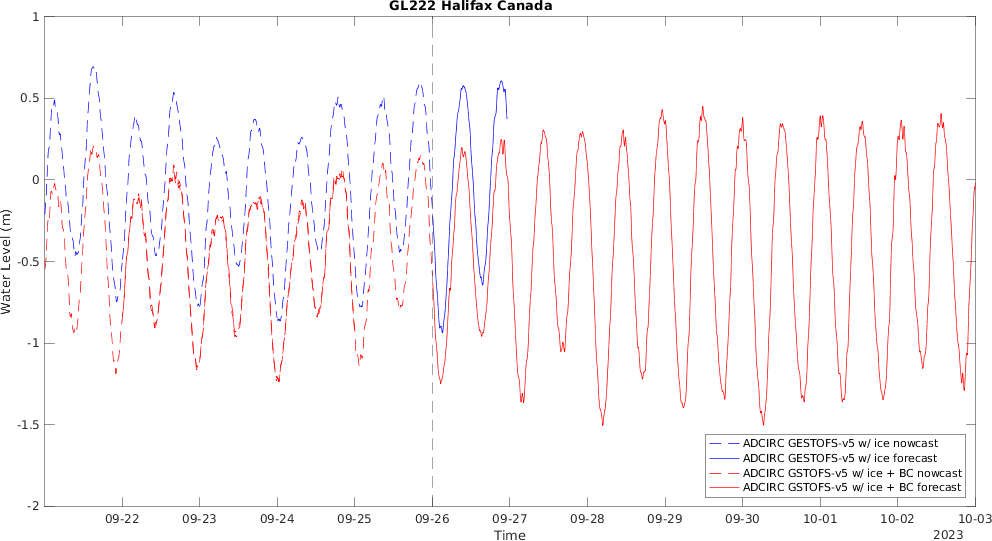 GL222 Halifax Canada
1
0.5
0
-0.5
-1
-1.5
-2
Water Level (m)
ADCIRC GESTOFS-v5 w/ ice nowcast
ADCIRC GESTOFS-v5 w/ ice forecast
ADCIRC GSTOFS-v5 w/ ice + BC nowcast
ADCIRC GSTOFS-v5 w/ ice + BC forecast
09-22 09-23 09-24 09-25 09-26 09-27 09-28 09-29 09-30 10-01 10-02 10-03
Time
2023